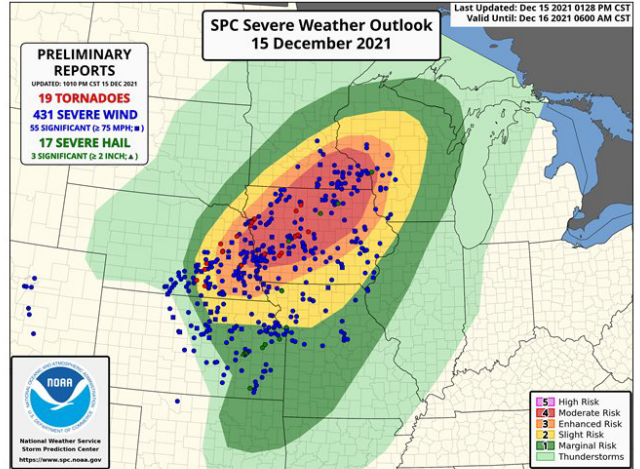 SPC Severe Weather Outlook
15 December 2021
Last Updated: Dec 15 2021 0128 PM CST
Valid Until: Dec 16 2021 0600 AM CST
PRELIMINARY
REPORTS
UPDATED: 1010 PM CST 15 DEC 2021
19 TORNADOES
431 SEVERE WIND
55 SIGNIFICANT (≥ 75 MPH; ■)
17 SEVERE HAIL
3 SIGNIFICANT (≥ 2 INCH; ▲)
NOAA
National Weather Service
Storm Prediction Center
https://www.spc.noaa.gov
5 High Risk
4 Moderate Risk
3 Enhanced Risk
2 Slight Risk
1 Marginal Risk
Thunderstorms